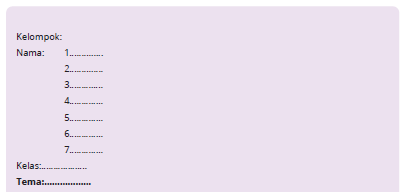 Kelompok:
Nama: 1..............
2..............
3..............
4..............
5..............
6..............
7..............
Kelas:...................
Tema:..................